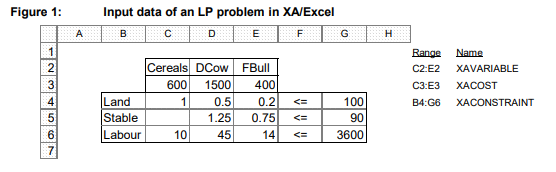 Figure 1: Input data of an LP problem in XA/Excel
A B C D E F G H
1 Range Name
2 Cereals DCow FBull C2:E2 XAVARIABLE
3 600 1500 400 C3:E3 XACOST
4 Land 1 0.5 0.2 <= 100 B4:G6 XACONSTRAINT
5 Stable 1.25 0.75 <= 90
6 Labour 10 45 14 <= 3600
7